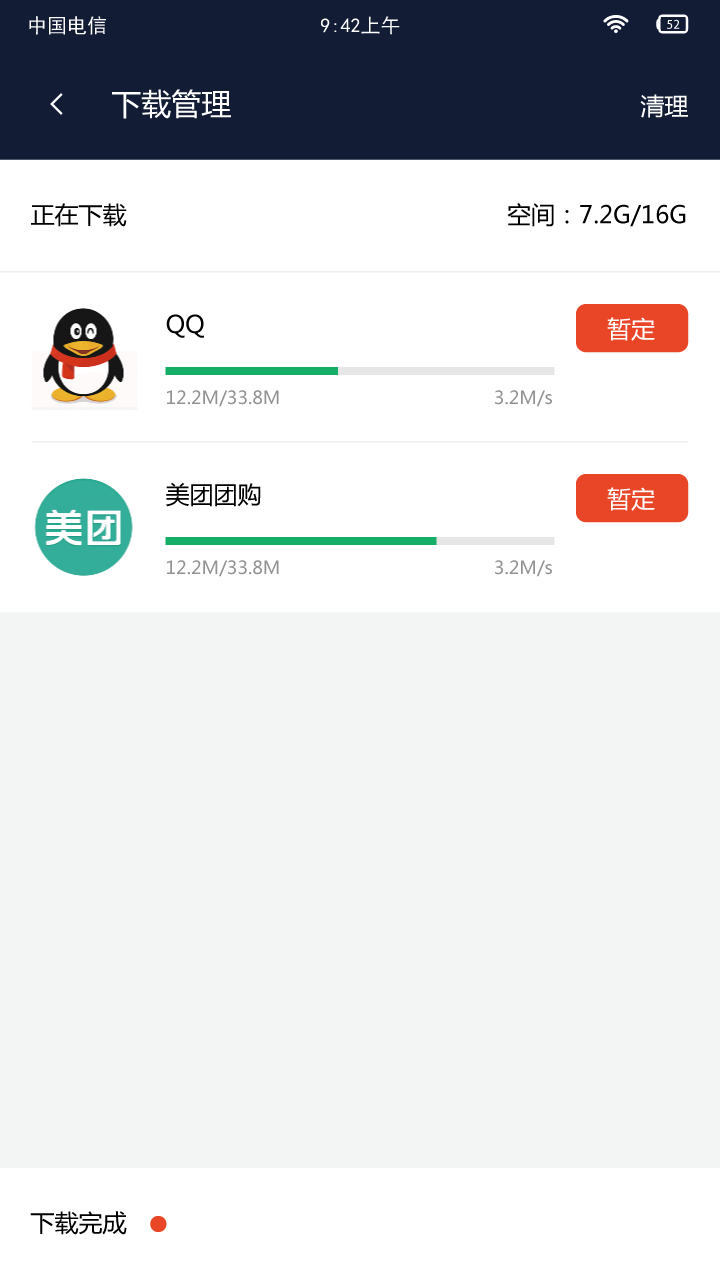 中国电信 9:42上午 52
下载管理 清理
正在下载 空间：7.2G/16G
QQ 暂定
12.2M/33.8M 3.2M/s
美团 美团团购 暂定
12.2M/33.8M 3.2M/s
下载完成